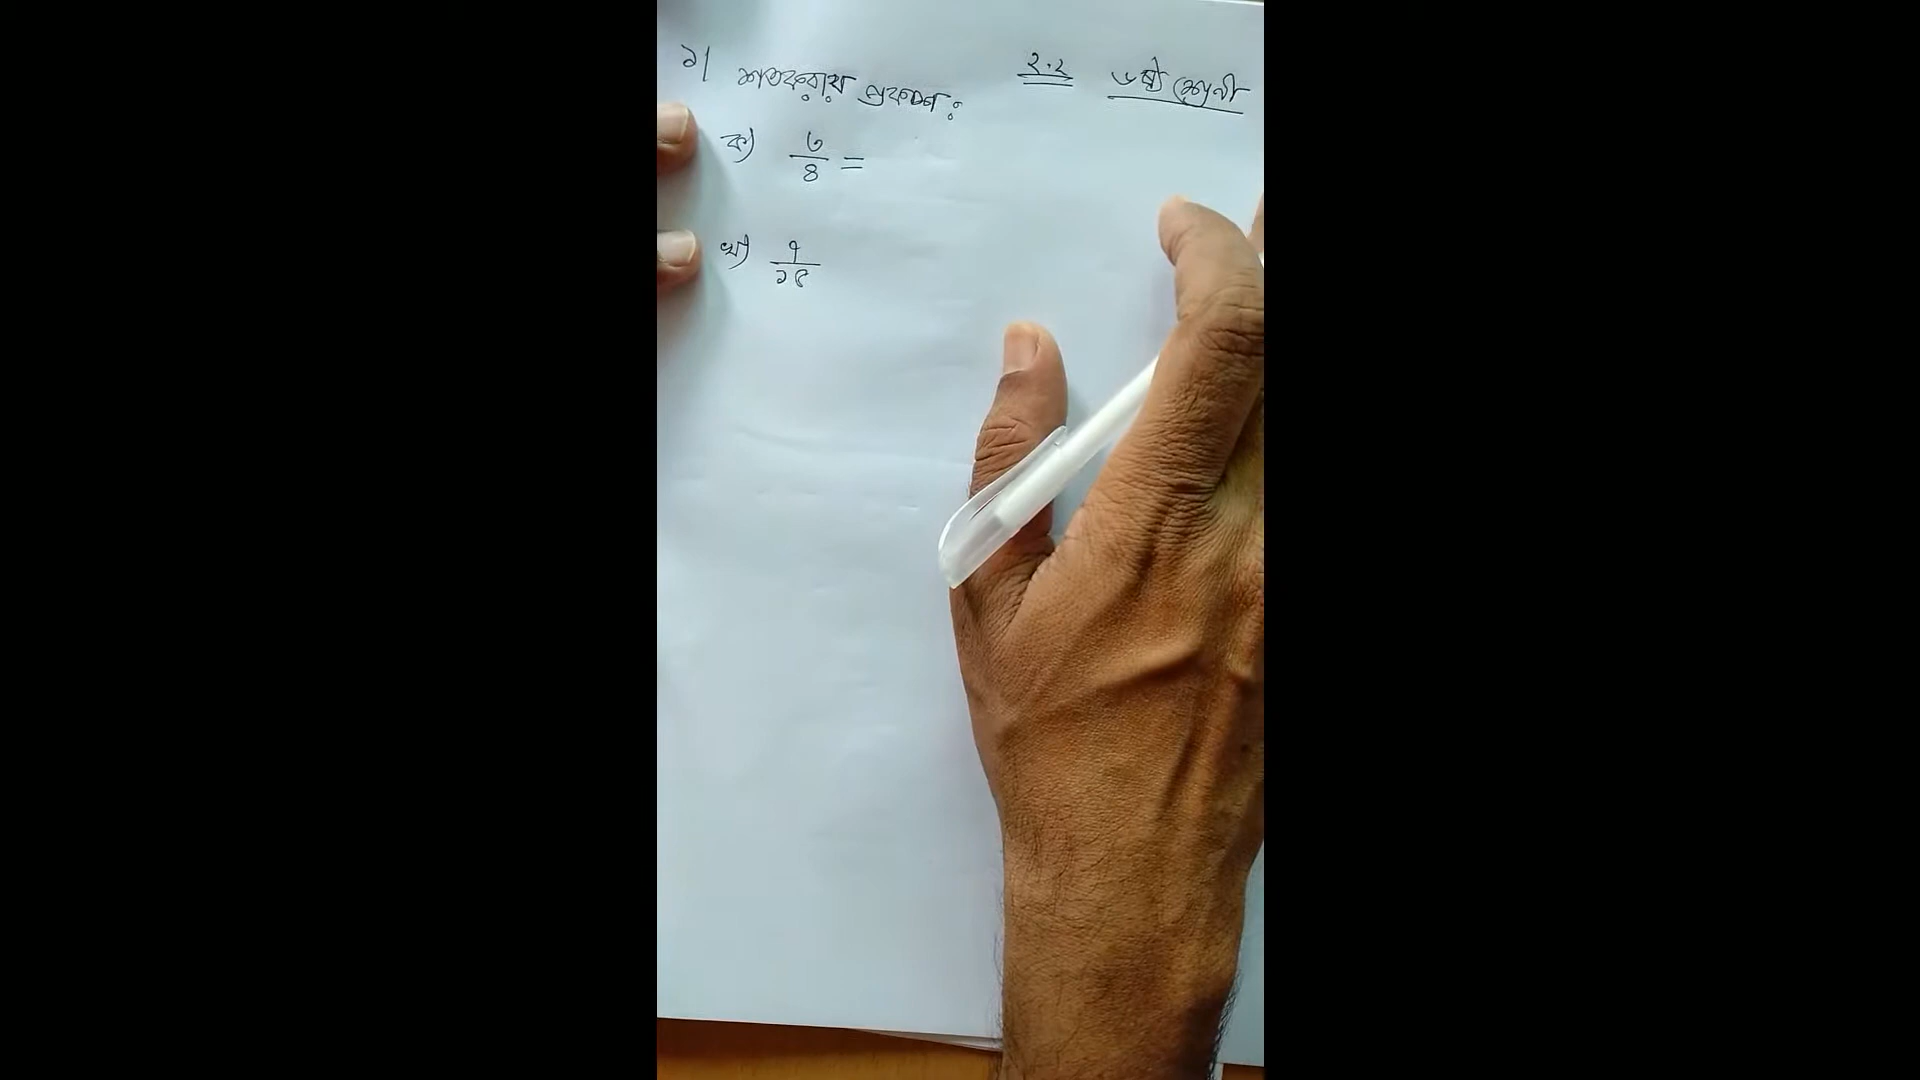 ১। শতকরায় প্রকাশ: ২.২ ৬ষ্ঠ শ্রেণী
ক) ৩/৪ =
খ) ৭/১৫